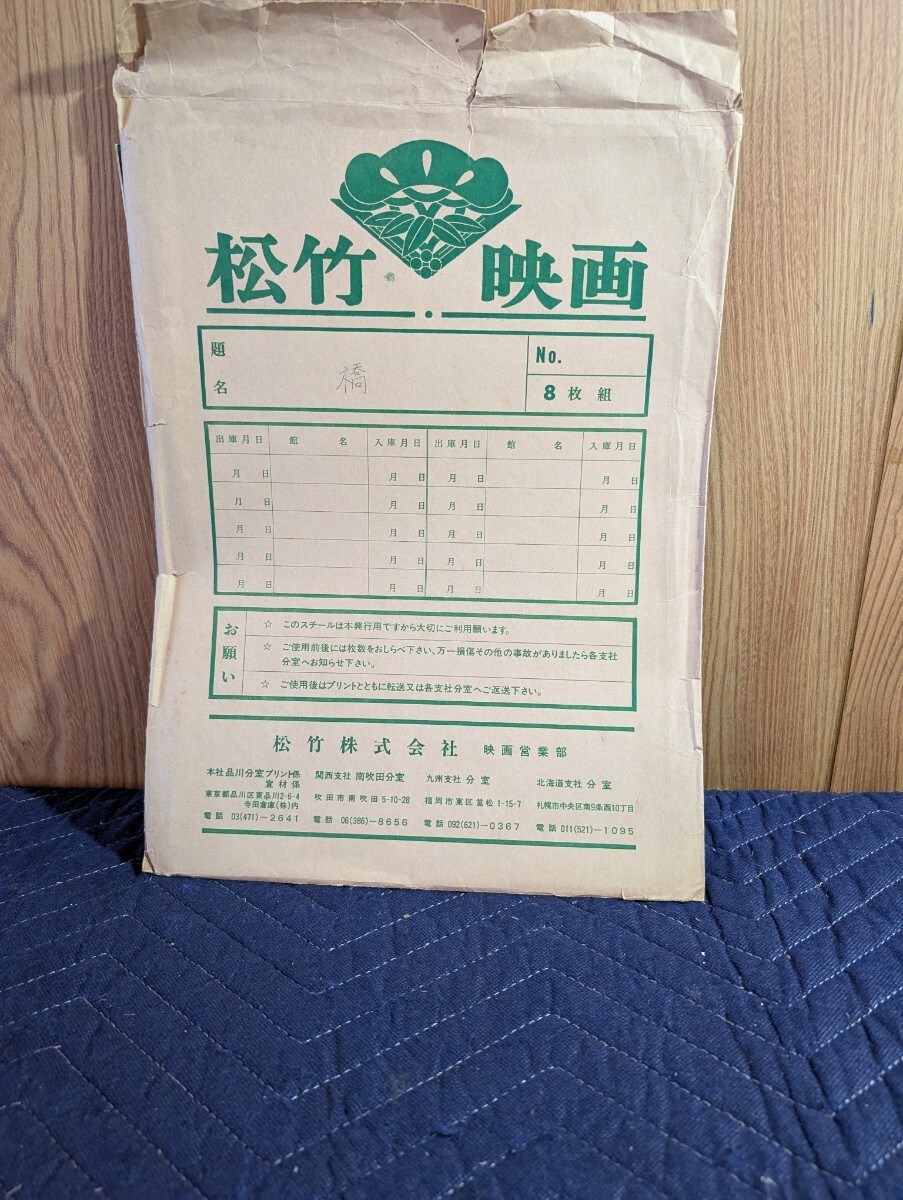 松竹 映画
題名 橋
No.
8 枚 組
出庫月日 館 名 入庫月日 出庫月日 館 名 入庫月日
月 日 月 日 月 日 月 日
月 日 月 日 月 日 月 日
月 日 月 日 月 日 月 日
月 日 月 日 月 日 月 日
月 日 月 日 月 日 月 日
お願い
☆ このスチールは本興行用ですから大切にご利用願います。
☆ ご使用前後には枚数をおしらべ下さい、万一損傷その他の事故がありましたら各支社
分室へお知らせ下さい。
☆ ご使用後はプリントとともに転送又は各支社分室へご返送下さい。
松竹株式会社 映画営業部
本社 品川分室 プリント係
宣材係
東京都品川区東品川2-6-4
寺田倉庫(株)内
電話 03(471)-2641
関西支社 南吹田分室
吹田市南吹田 5-10-28
電話 06(386)-8656
九州支社 分室
福岡市東区筥松 1-15-7
電話 092(621)-0367
北海道支社 分室
札幌市中央区南9条西10丁目
電話 011(521)-1095